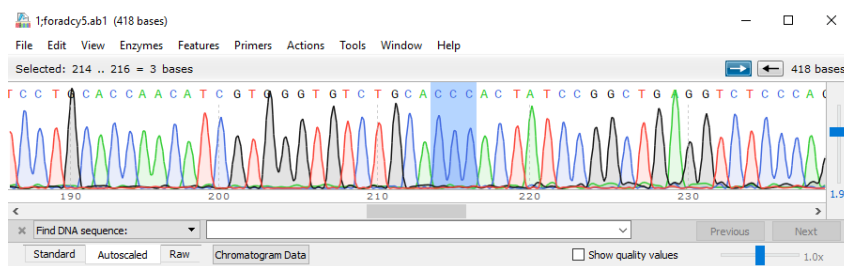 1;foradcy5.ab1 (418 bases)
File Edit View Enzymes Features Primers Actions Tools Window Help
Selected: 214 .. 216 = 3 bases 418 bases
T C C T G C A C C A A C A T C G T G G G T G T C T G C A C C C A C T A T C C G G C T G A G G T C T C C C A C
190 200 210 220 230 1.9
Find DNA sequence: Previous Next
Standard Autoscaled Raw Chromatogram Data Show quality values 1.0x